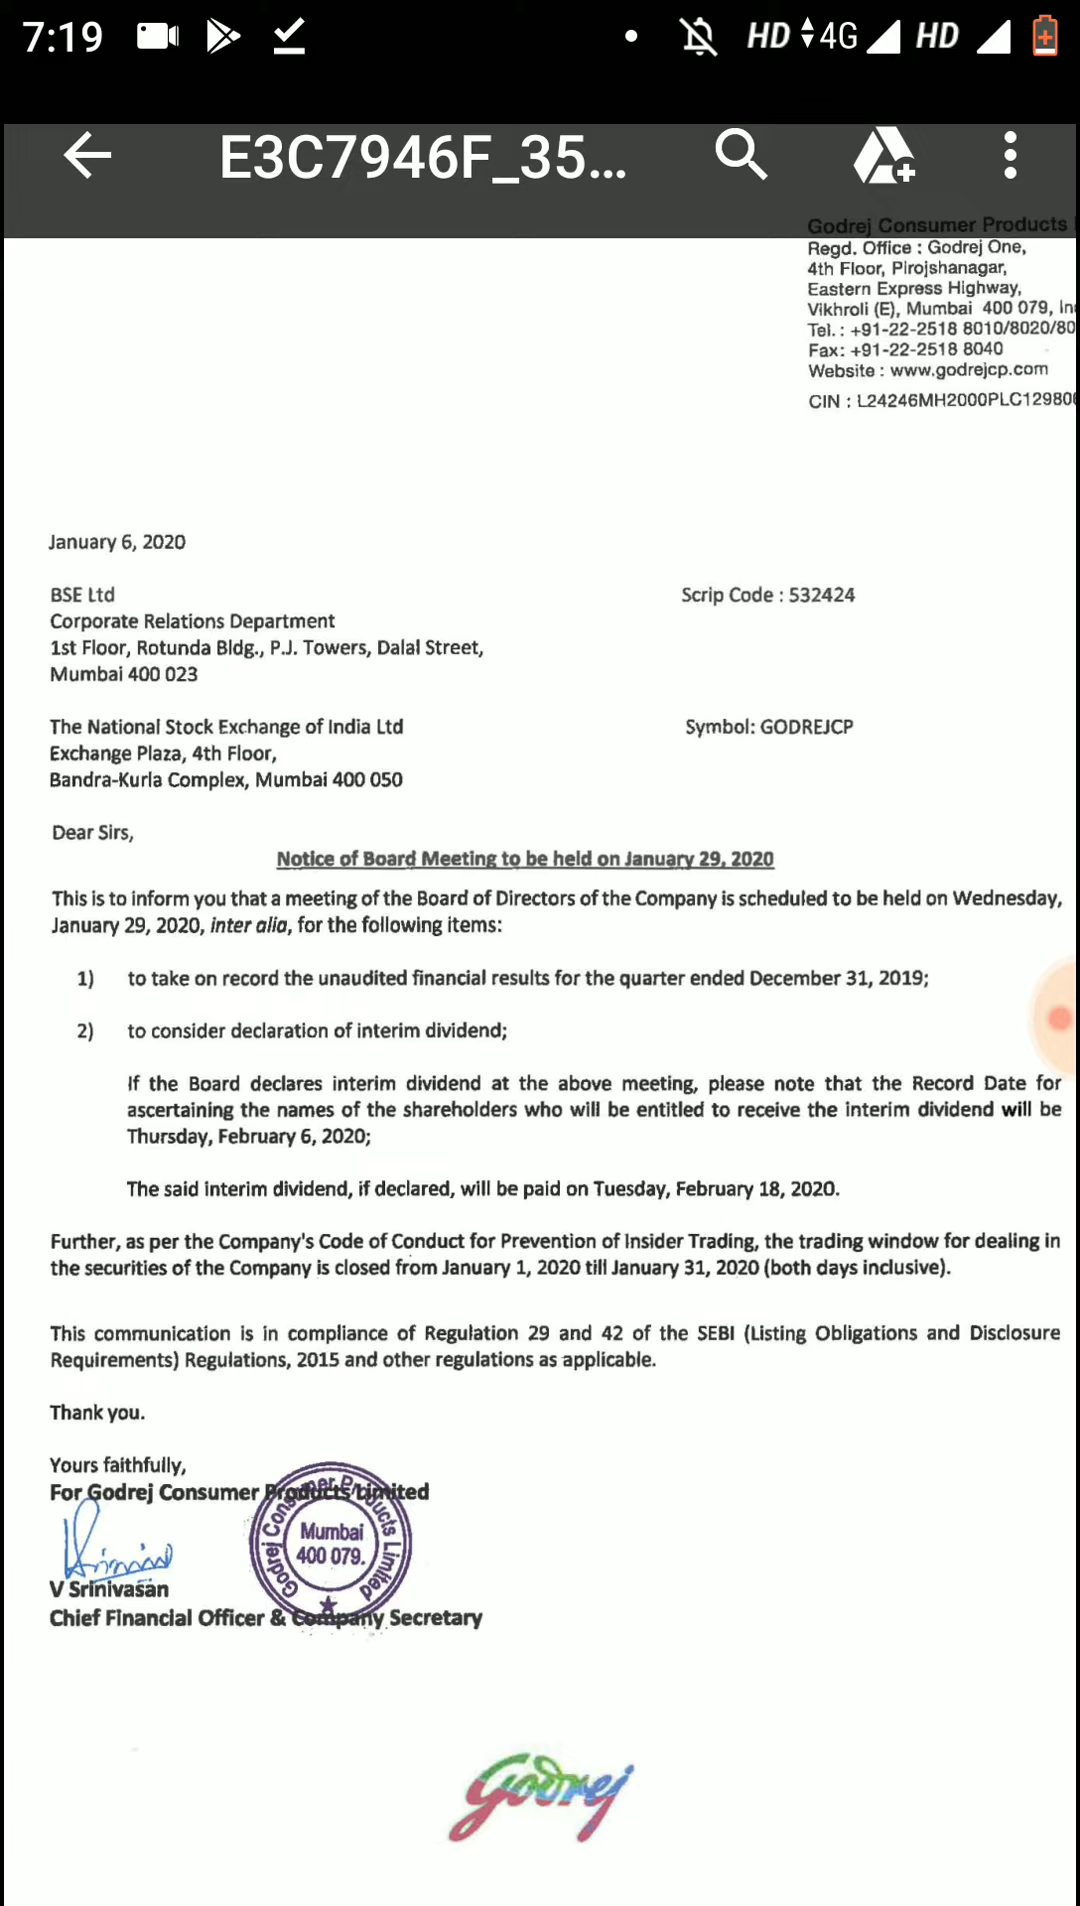 7:19 HD 4G HD
E3C7946F_35...
Godrej Consumer Products
Regd. Office : Godrej One,
4th Floor, Pirojshanagar,
Eastern Express Highway,
Vikhroli (E), Mumbai 400 079, In
Tel. : +91-22-2518 8010/8020/80
Fax: +91-22-2518 8040
Website : www.godrejcp.com
CIN : L24246MH2000PLC12980
January 6, 2020
BSE Ltd Scrip Code : 532424
Corporate Relations Department
1st Floor, Rotunda Bldg., P.J. Towers, Dalal Street,
Mumbai 400 023
The National Stock Exchange of India Ltd Symbol: GODREJCP
Exchange Plaza, 4th Floor,
Bandra-Kurla Complex, Mumbai 400 050
Dear Sirs,
Notice of Board Meeting to be held on January 29, 2020
This is to inform you that a meeting of the Board of Directors of the Company is scheduled to be held on Wednesday,
January 29, 2020, inter alia, for the following items:
1) to take on record the unaudited financial results for the quarter ended December 31, 2019;
2) to consider declaration of interim dividend;
If the Board declares interim dividend at the above meeting, please note that the Record Date for
ascertaining the names of the shareholders who will be entitled to receive the interim dividend will be
Thursday, February 6, 2020;
The said interim dividend, if declared, will be paid on Tuesday, February 18, 2020.
Further, as per the Company's Code of Conduct for Prevention of Insider Trading, the trading window for dealing in
the securities of the Company is closed from January 1, 2020 till January 31, 2020 (both days inclusive).
This communication is in compliance of Regulation 29 and 42 of the SEBI (Listing Obligations and Disclosure
Requirements) Regulations, 2015 and other regulations as applicable.
Thank you.
Yours faithfully,
For Godrej Consumer Products Limited
Godrej Consumer Products Limited
Mumbai
400 079.
V Srinivasan
Chief Financial Officer & Company Secretary
Godrej